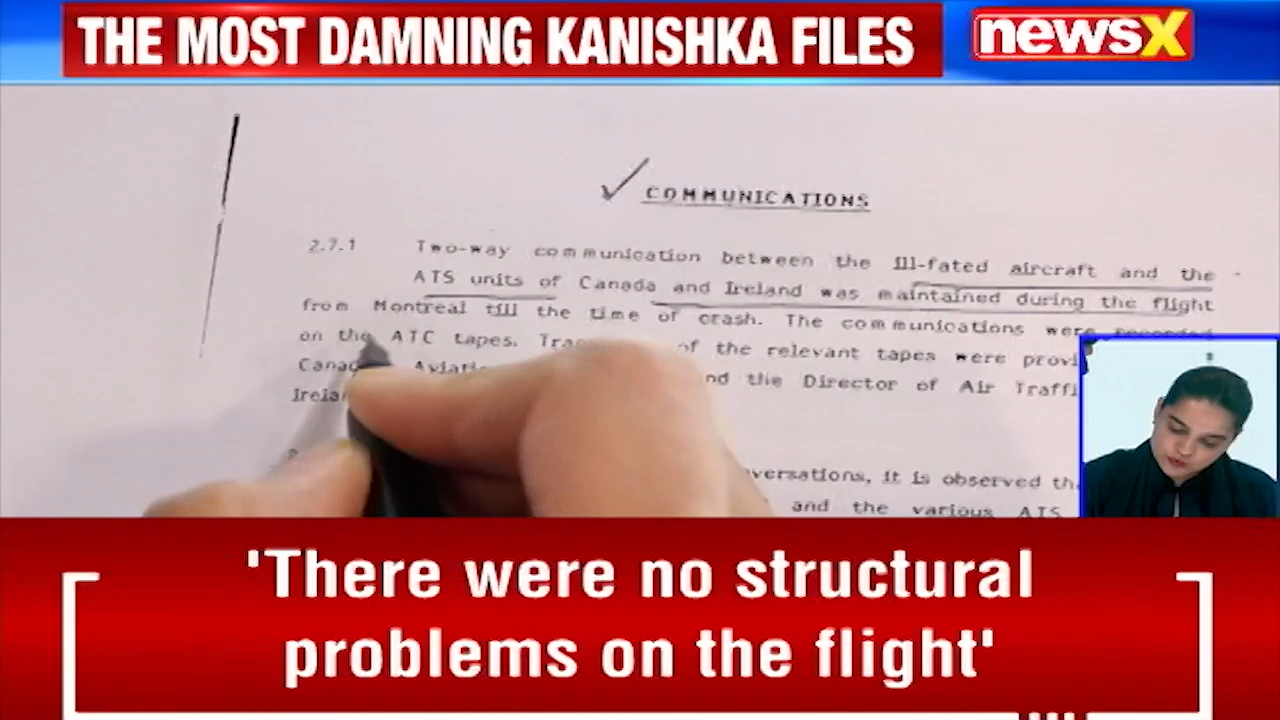 THE MOST DAMNING KANISHKA FILES
newsX
COMMUNICATIONS
2.7.1 Two-way communication between the ill-fated aircraft and the
ATS units of Canada and Ireland was maintained during the flight
from Montreal till the time of crash. The communications were recorded
on the ATC tapes. of the relevant tapes were
and the Director of Air
it is observed
and the various ATS
'There were no structural
problems on the flight'